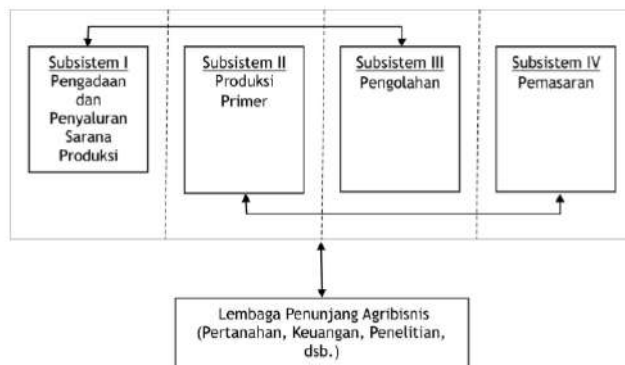 Subsistem I
Pengadaan
dan
Penyaluran
Sarana
Produksi
Subsistem II
Produksi
Primer
Subsistem III
Pengolahan
Subsistem IV
Pemasaran
Lembaga Penunjang Agribisnis
(Pertanahan, Keuangan, Penelitian,
dsb.)